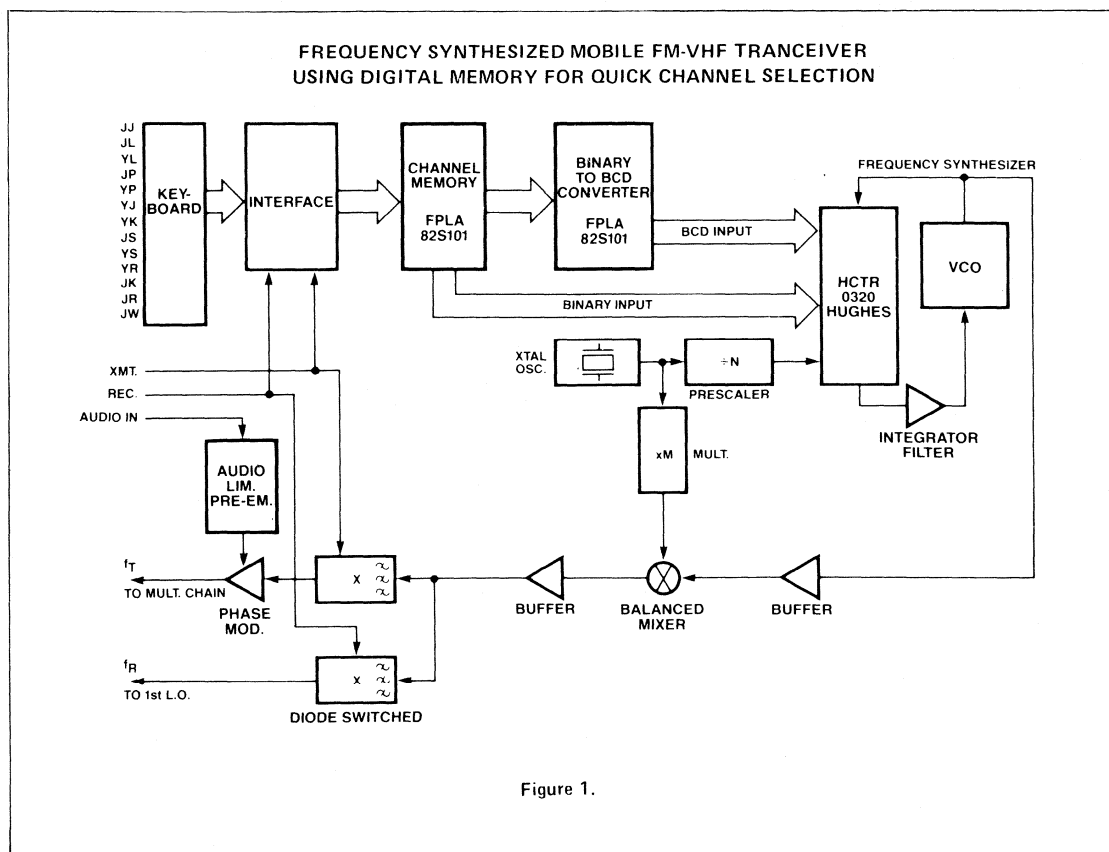 FREQUENCY SYNTHESIZED MOBILE FM-VHF TRANCEIVER
USING DIGITAL MEMORY FOR QUICK CHANNEL SELECTION
JJ
JL
YL
JP
YP
YJ
YK
JS
YS
YR
JK
JR
JW
KEY-
BOARD
INTERFACE
CHANNEL
MEMORY
FPLA
82S101
BINARY
TO BCD
CONVERTER
FPLA
82S101
BCD INPUT
BINARY INPUT
FREQUENCY SYNTHESIZER
HCTR
0320
HUGHES
VCO
XTAL
OSC.
÷N
PRESCALER
INTEGRATOR
FILTER
XMT.
REC.
AUDIO IN
AUDIO
LIM.
PRE-EM.
xM
MULT.
fT
TO MULT. CHAIN
PHASE
MOD.
X
BUFFER
BALANCED
MIXER
BUFFER
fR
TO 1st L.O.
X
DIODE SWITCHED
Figure 1.